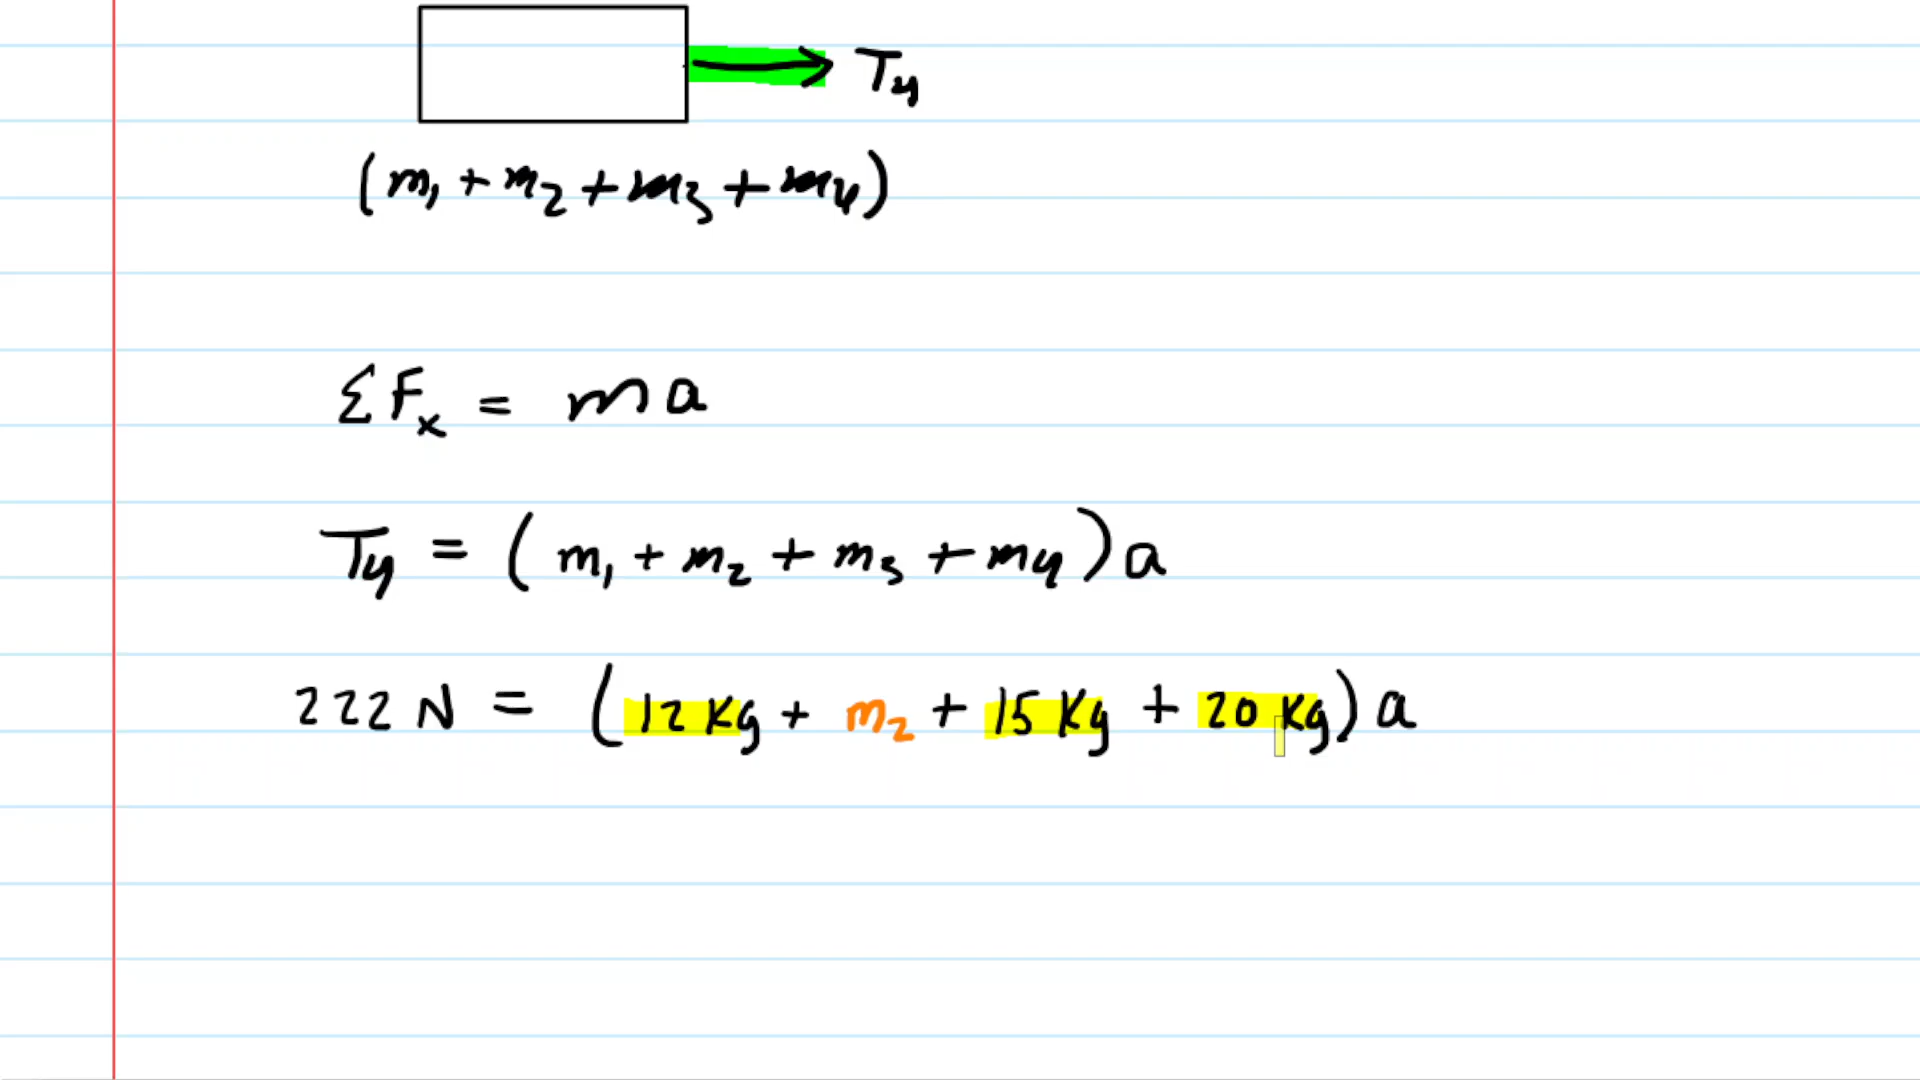 T₄
(m₁ + m₂ + m₃ + m₄)
ΣFₓ = ma
T₄ = (m₁ + m₂ + m₃ + m₄)a
222 N = (12 Kg + m₂ + 15 Kg + 20 Kg)a